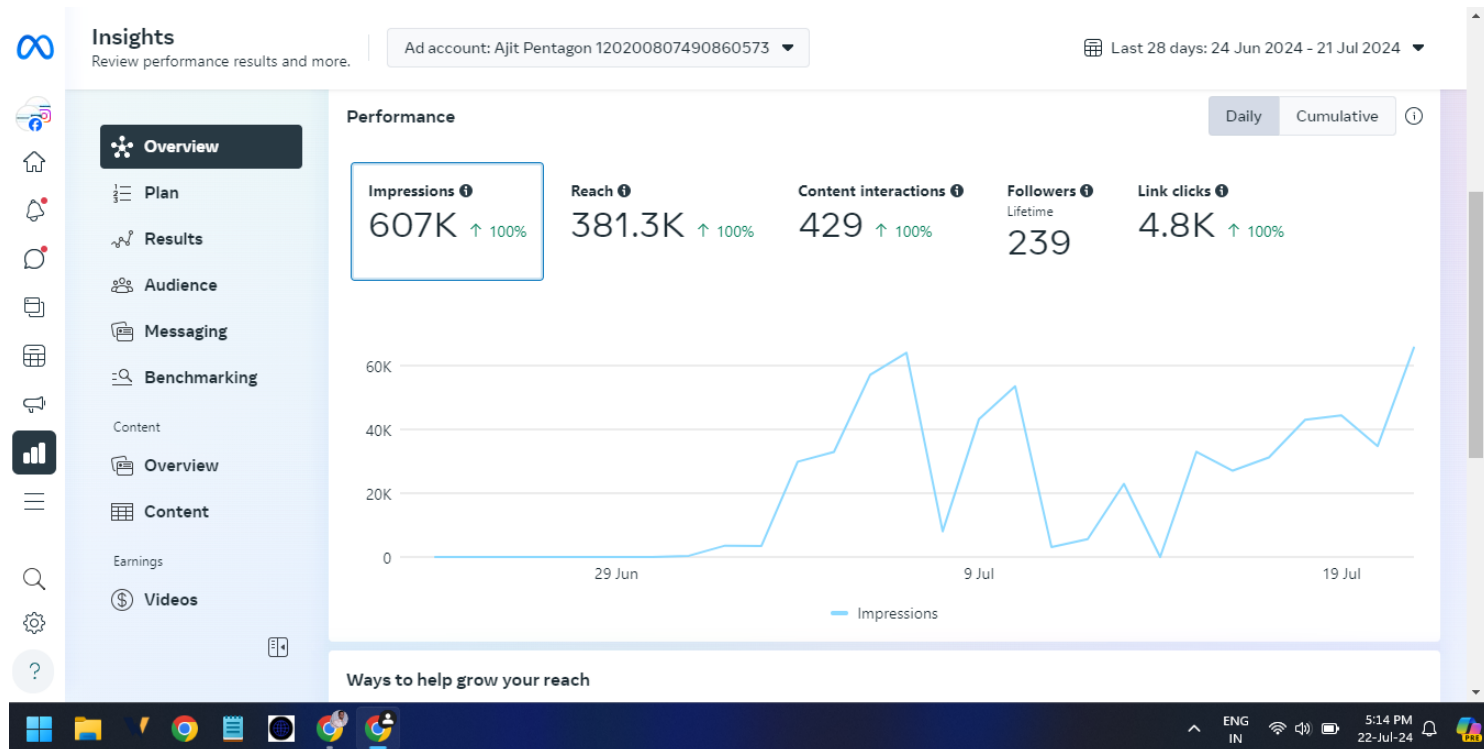 Insights
Review performance results and more.
Ad account: Ajit Pentagon 120200807490860573
Last 28 days: 24 Jun 2024 - 21 Jul 2024
Overview
Plan
Results
Audience
Messaging
Benchmarking
Content
Overview
Content
Earnings
Videos
?
Performance
Daily Cumulative
Impressions
607K ↑ 100%
Reach
381.3K ↑ 100%
Content interactions
429 ↑ 100%
Followers
Lifetime
239
Link clicks
4.8K ↑ 100%
60K
40K
20K
0
29 Jun 9 Jul 19 Jul
Impressions
Ways to help grow your reach
ENG
IN
5:14 PM
22-Jul-24
PRE